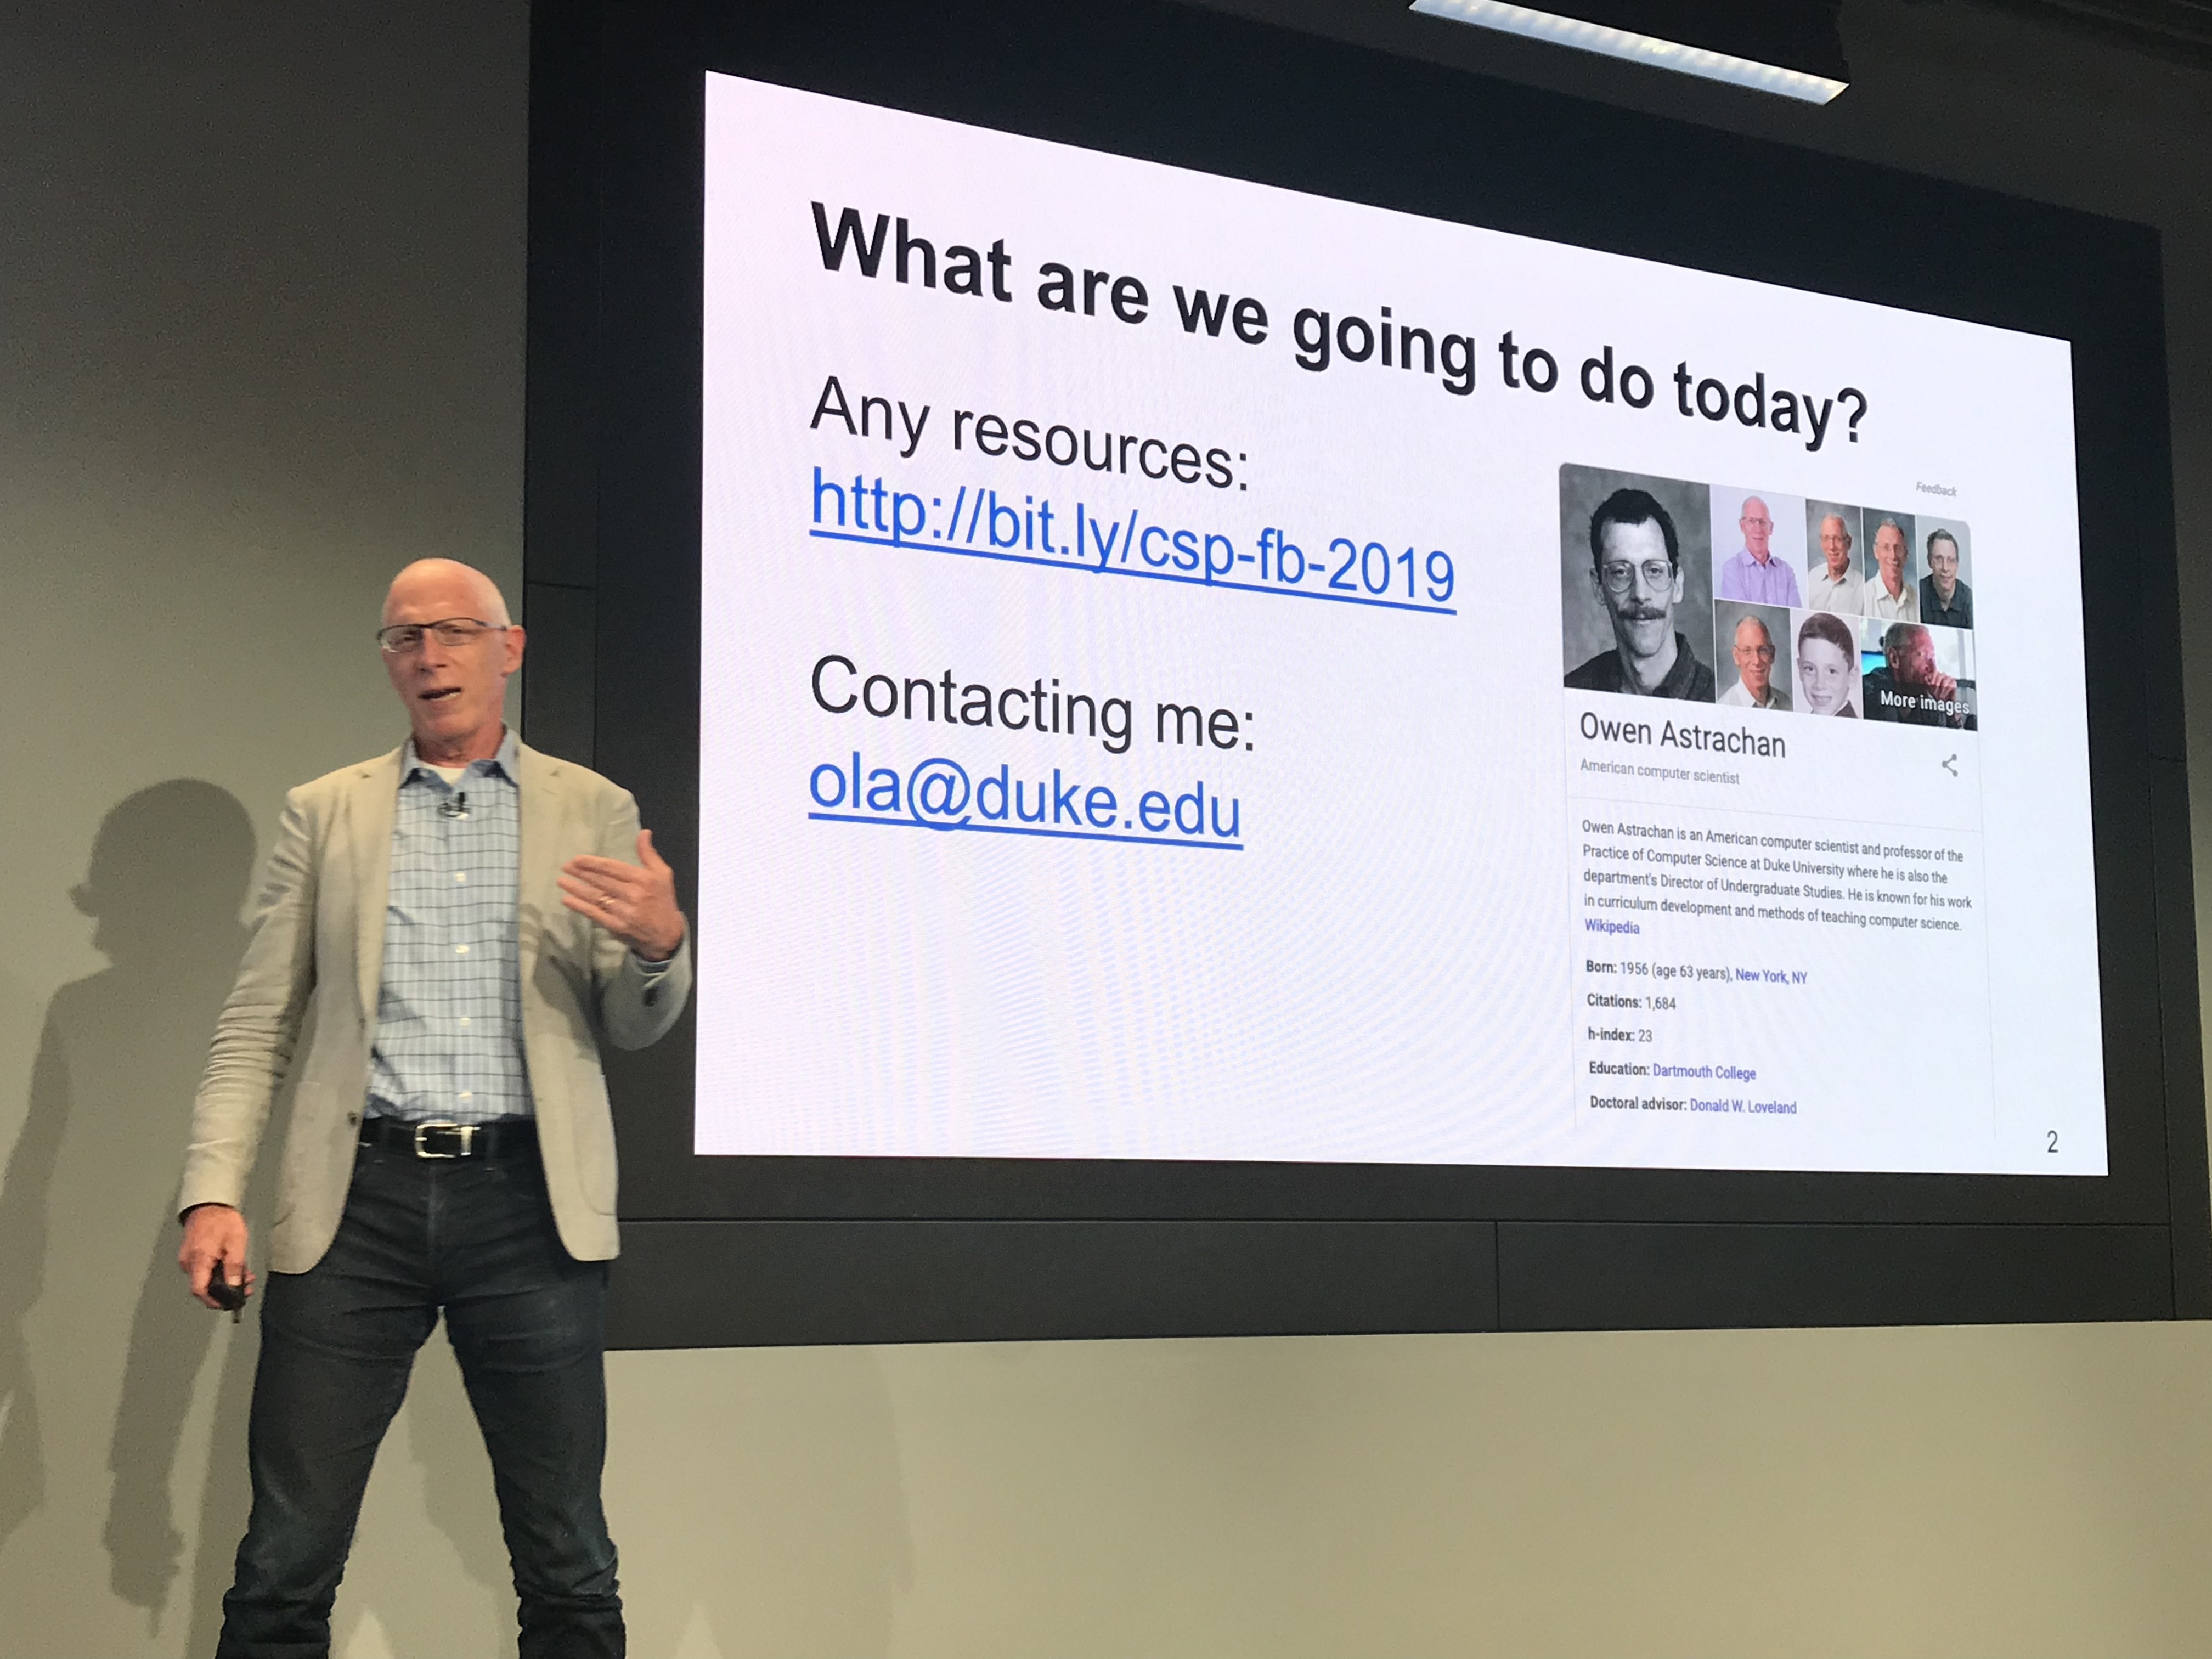 What are we going to do today?
Any resources:
http://bit.ly/csp-fb-2019
Contacting me:
ola@duke.edu
Feedback
More images
Owen Astrachan
American computer scientist
Owen Astrachan is an American computer scientist and professor of the
Practice of Computer Science at Duke University where he is also the
department's Director of Undergraduate Studies. He is known for his work
in curriculum development and methods of teaching computer science.
Wikipedia
Born: 1956 (age 63 years), New York, NY
Citations: 1,684
h-index: 23
Education: Dartmouth College
Doctoral advisor: Donald W. Loveland
2